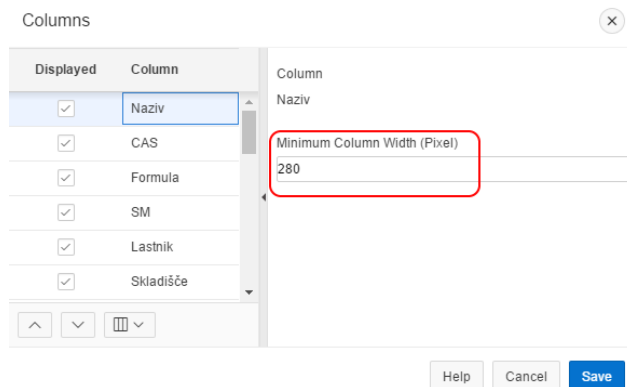 Columns
Displayed Column
Naziv
CAS
Formula
SM
Lastnik
Skladišče
Column
Naziv
Minimum Column Width (Pixel)
280
Help Cancel Save